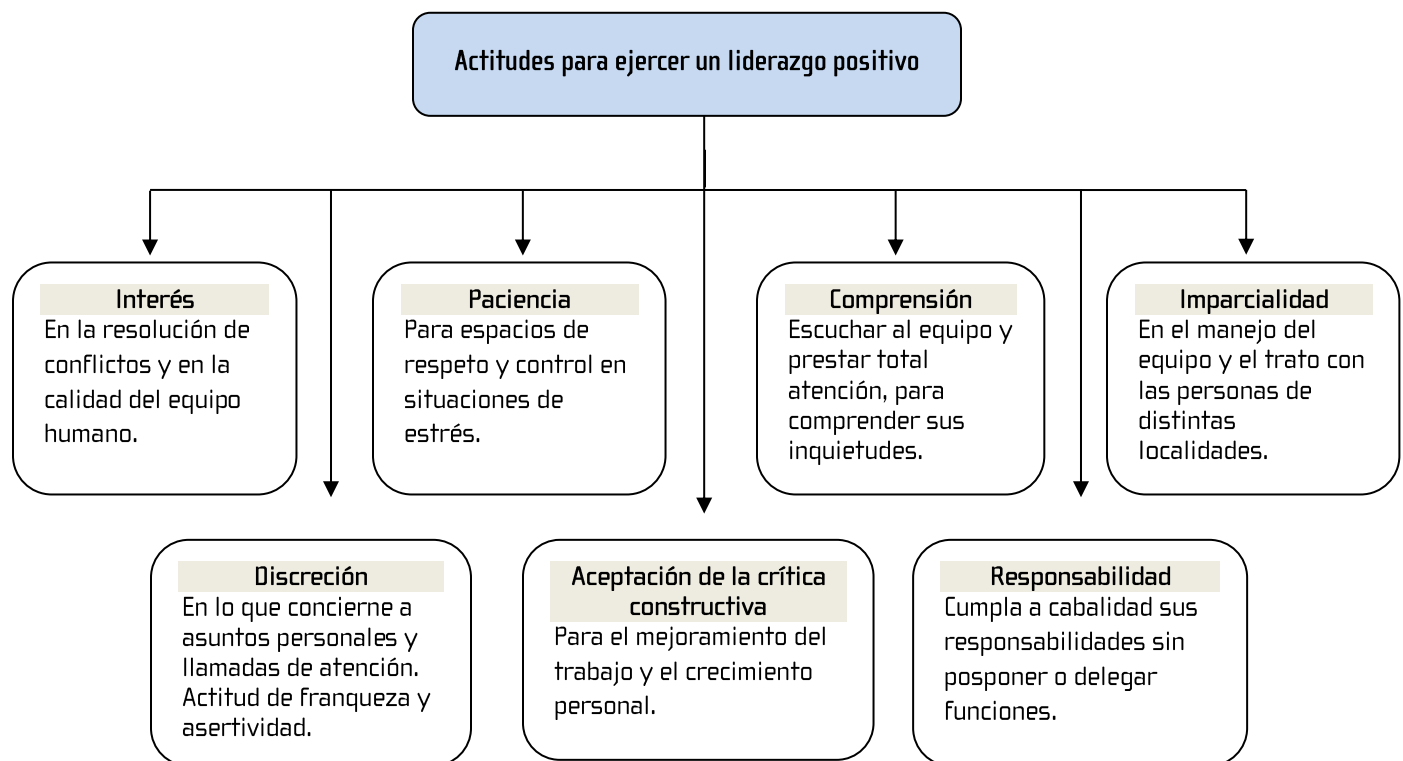 Actitudes para ejercer un liderazgo positivo
Interés
En la resolución de
conflictos y en la
calidad del equipo
humano.
Paciencia
Para espacios de
respeto y control en
situaciones de
estrés.
Comprensión
Escuchar al equipo y
prestar total
atención, para
comprender sus
inquietudes.
Imparcialidad
En el manejo del
equipo y el trato con
las personas de
distintas
localidades.
Discreción
En lo que concierne a
asuntos personales y
llamadas de atención.
Actitud de franqueza y
asertividad.
Aceptación de la crítica
constructiva
Para el mejoramiento del
trabajo y el crecimiento
personal.
Responsabilidad
Cumpla a cabalidad sus
responsabilidades sin
posponer o delegar
funciones.